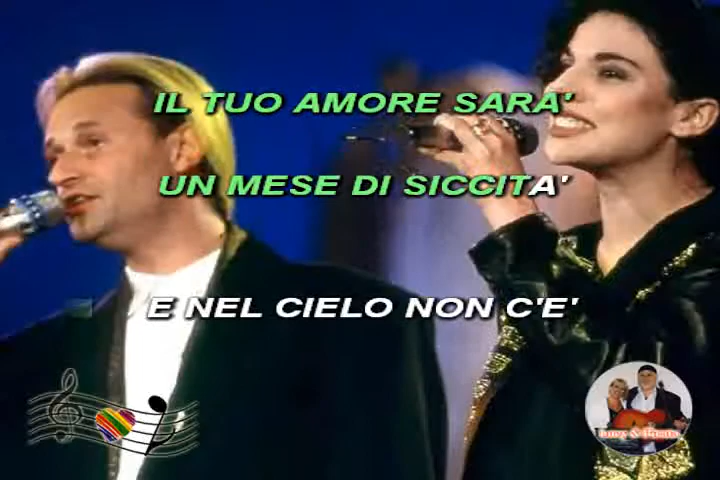 IL TUO AMORE SARA'
UN MESE DI SICCITA'
E NEL CIELO NON C'E'